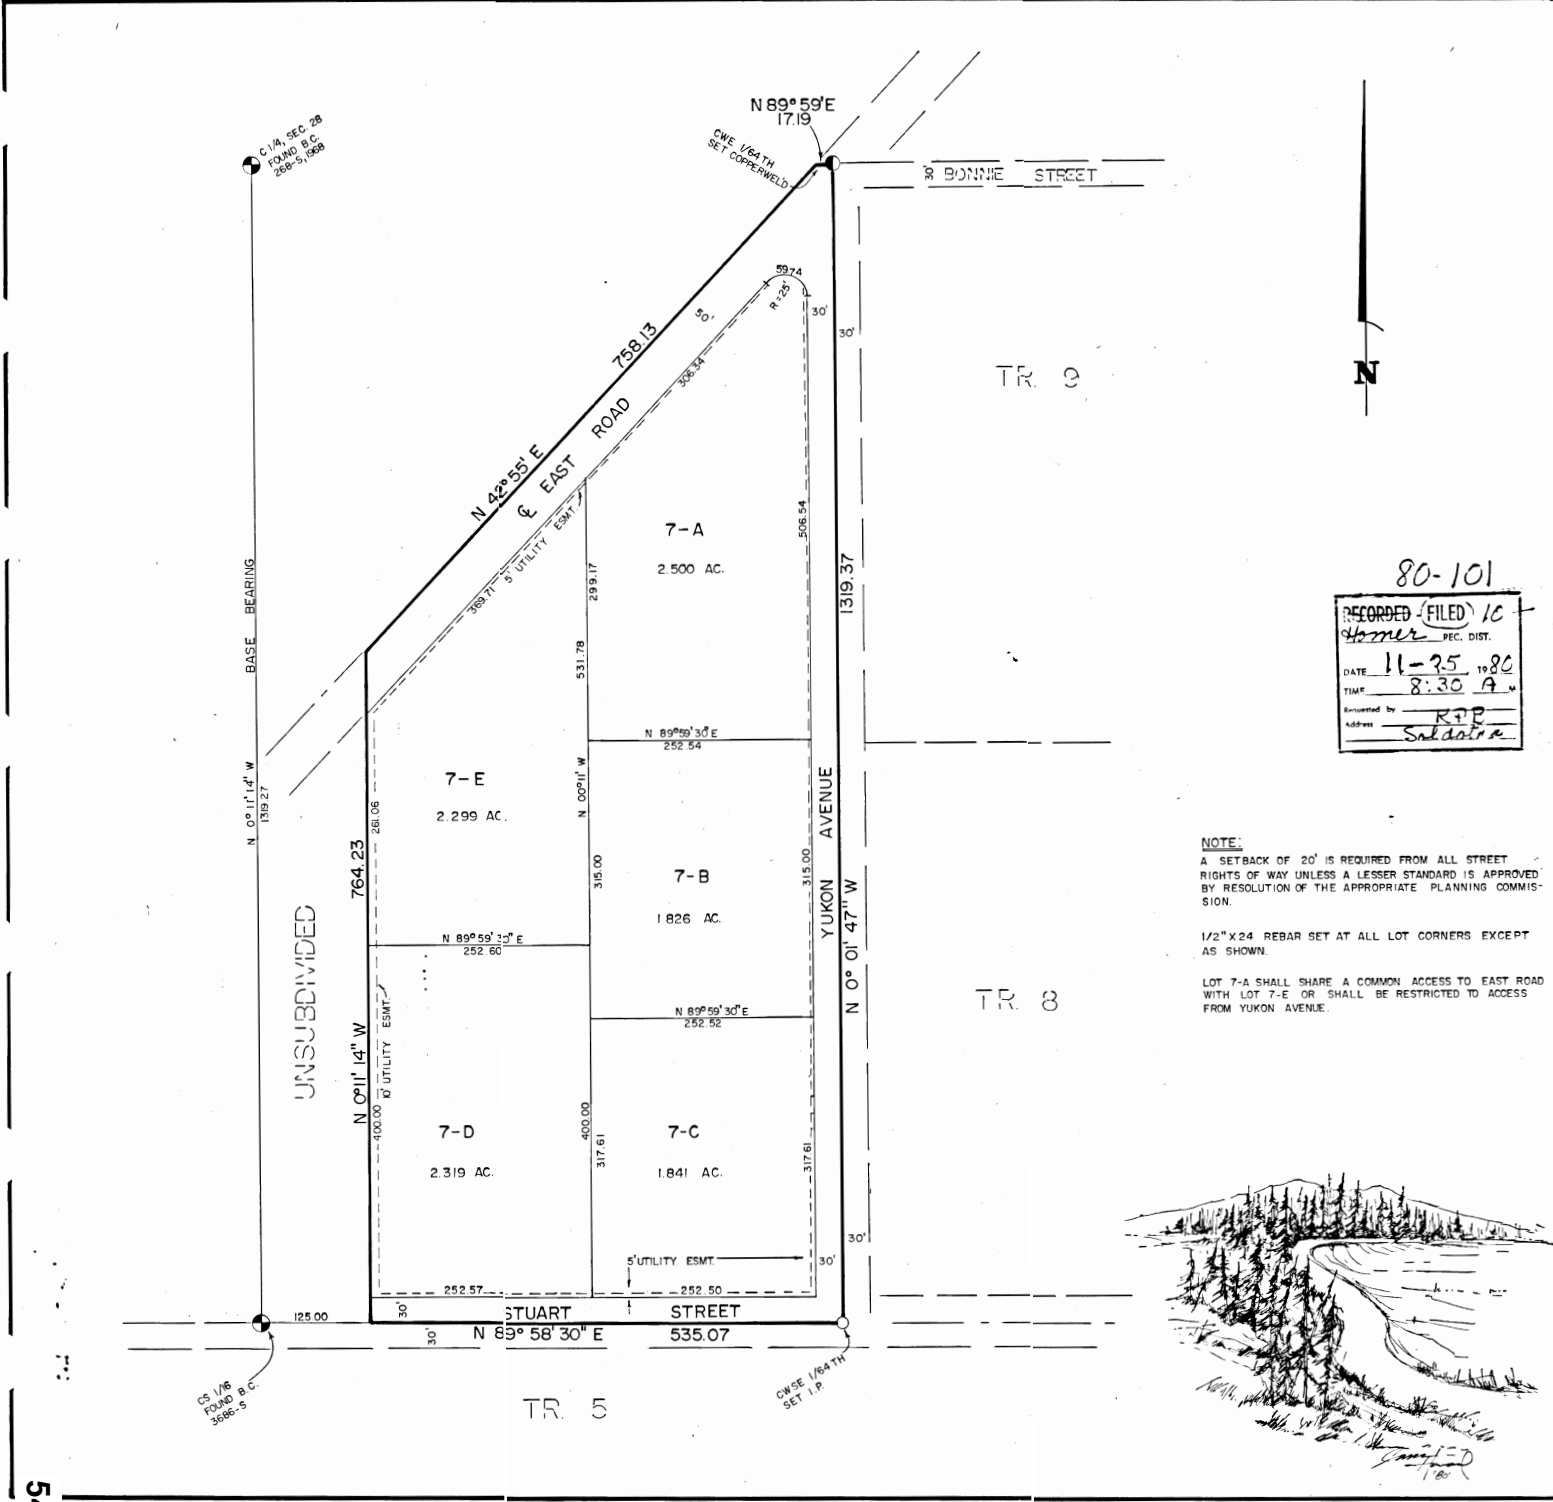 N 89° 59' E
17.19
CWE 1/64 TH
SET COPPERWELD
C 1/4, SEC. 28
FOUND B.C.
268-S, 1968
30'
BONNIE STREET
59.74
R = 25'
30'
30'
50'
758.13
306.34
TR. 9
N
N 42° 55' E
℄ EAST ROAD
5' UTILITY ESMT.
369.71
506.54
7-A
2.500 AC.
299.17
1319.37
BASE BEARING
N 0° 11' 14" W
1319.27
531.78
N 00°11' W
N 89°59'30"E
252.54
80-101
RECORDED - FILED 10
Homer REC. DIST.
DATE 11-25 1980
TIME 8:30 A M
Requested by
Address
Soldotna
7-E
2.299 AC.
261.06
764.23
315.00
7-B
1.826 AC.
315.00
YUKON AVENUE
N 0° 01' 47" W
NOTE:
A SETBACK OF 20' IS REQUIRED FROM ALL STREET
RIGHTS OF WAY UNLESS A LESSER STANDARD IS APPROVED
BY RESOLUTION OF THE APPROPRIATE PLANNING COMMIS-
SION.
1/2" X 24 REBAR SET AT ALL LOT CORNERS EXCEPT
AS SHOWN.
LOT 7-A SHALL SHARE A COMMON ACCESS TO EAST ROAD
WITH LOT 7-E OR SHALL BE RESTRICTED TO ACCESS
FROM YUKON AVENUE.
UNSUBDIVIDED
N 89° 59' 30" E
252.60
N 0°11' 14" W
10' UTILITY ESMT.
N 89°59'30"E
252.52
TR. 8
400.00
7-D
2.319 AC.
400.00
317.61
7-C
1.841 AC.
317.61
30'
5' UTILITY ESMT.
30'
252.57
252.50
125.00
30'
STUART STREET
30'
N 89° 58' 30" E 535.07
CS 1/16
FOUND B.C.
3686-S
CWSE 1/64 TH
SET I.P.
TR. 5
'80